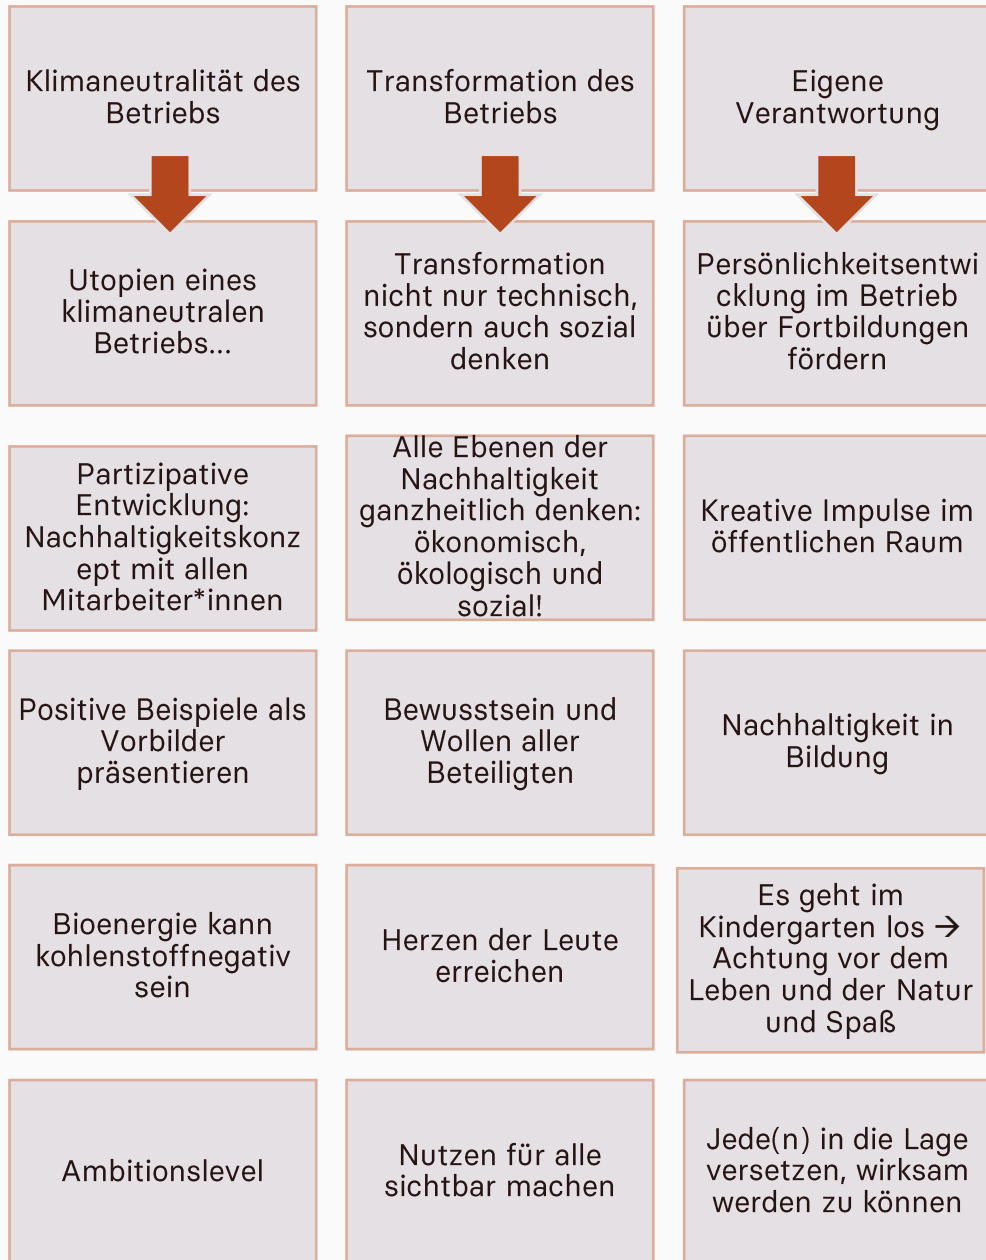 Klimaneutralität des
Betriebs
Transformation des
Betriebs
Eigene
Verantwortung
Utopien eines
klimaneutralen
Betriebs...
Transformation
nicht nur technisch,
sondern auch sozial
denken
Persönlichkeitsentwi
cklung im Betrieb
über Fortbildungen
fördern
Partizipative
Entwicklung:
Nachhaltigkeitskonz
ept mit allen
Mitarbeiter*innen
Alle Ebenen der
Nachhaltigkeit
ganzheitlich denken:
ökonomisch,
ökologisch und
sozial!
Kreative Impulse im
öffentlichen Raum
Positive Beispiele als
Vorbilder
präsentieren
Bewusstsein und
Wollen aller
Beteiligten
Nachhaltigkeit in
Bildung
Bioenergie kann
kohlenstoffnegativ
sein
Herzen der Leute
erreichen
Es geht im
Kindergarten los →
Achtung vor dem
Leben und der Natur
und Spaß
Ambitionslevel
Nutzen für alle
sichtbar machen
Jede(n) in die Lage
versetzen, wirksam
werden zu können